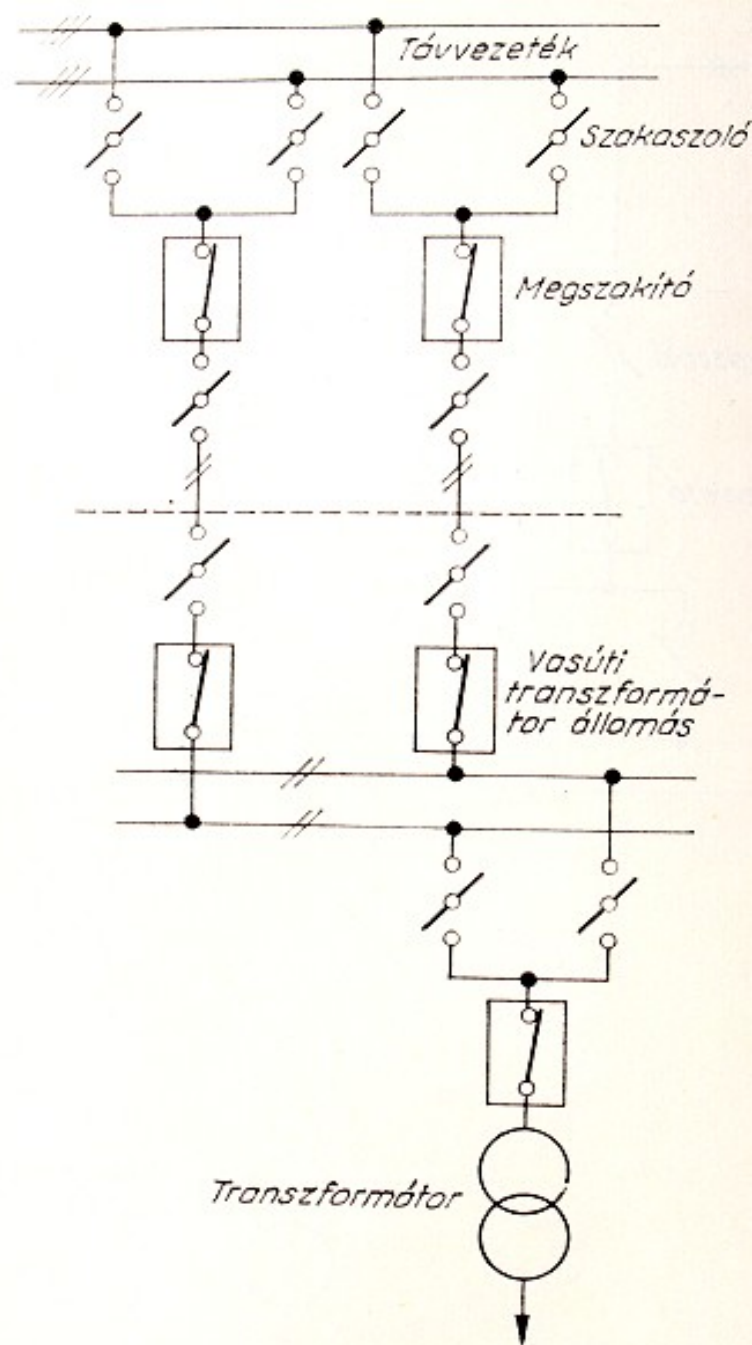 Távvezeték
Szakaszoló
Megszakító
Vasúti
transzformá-
tor állomás
Transzformátor